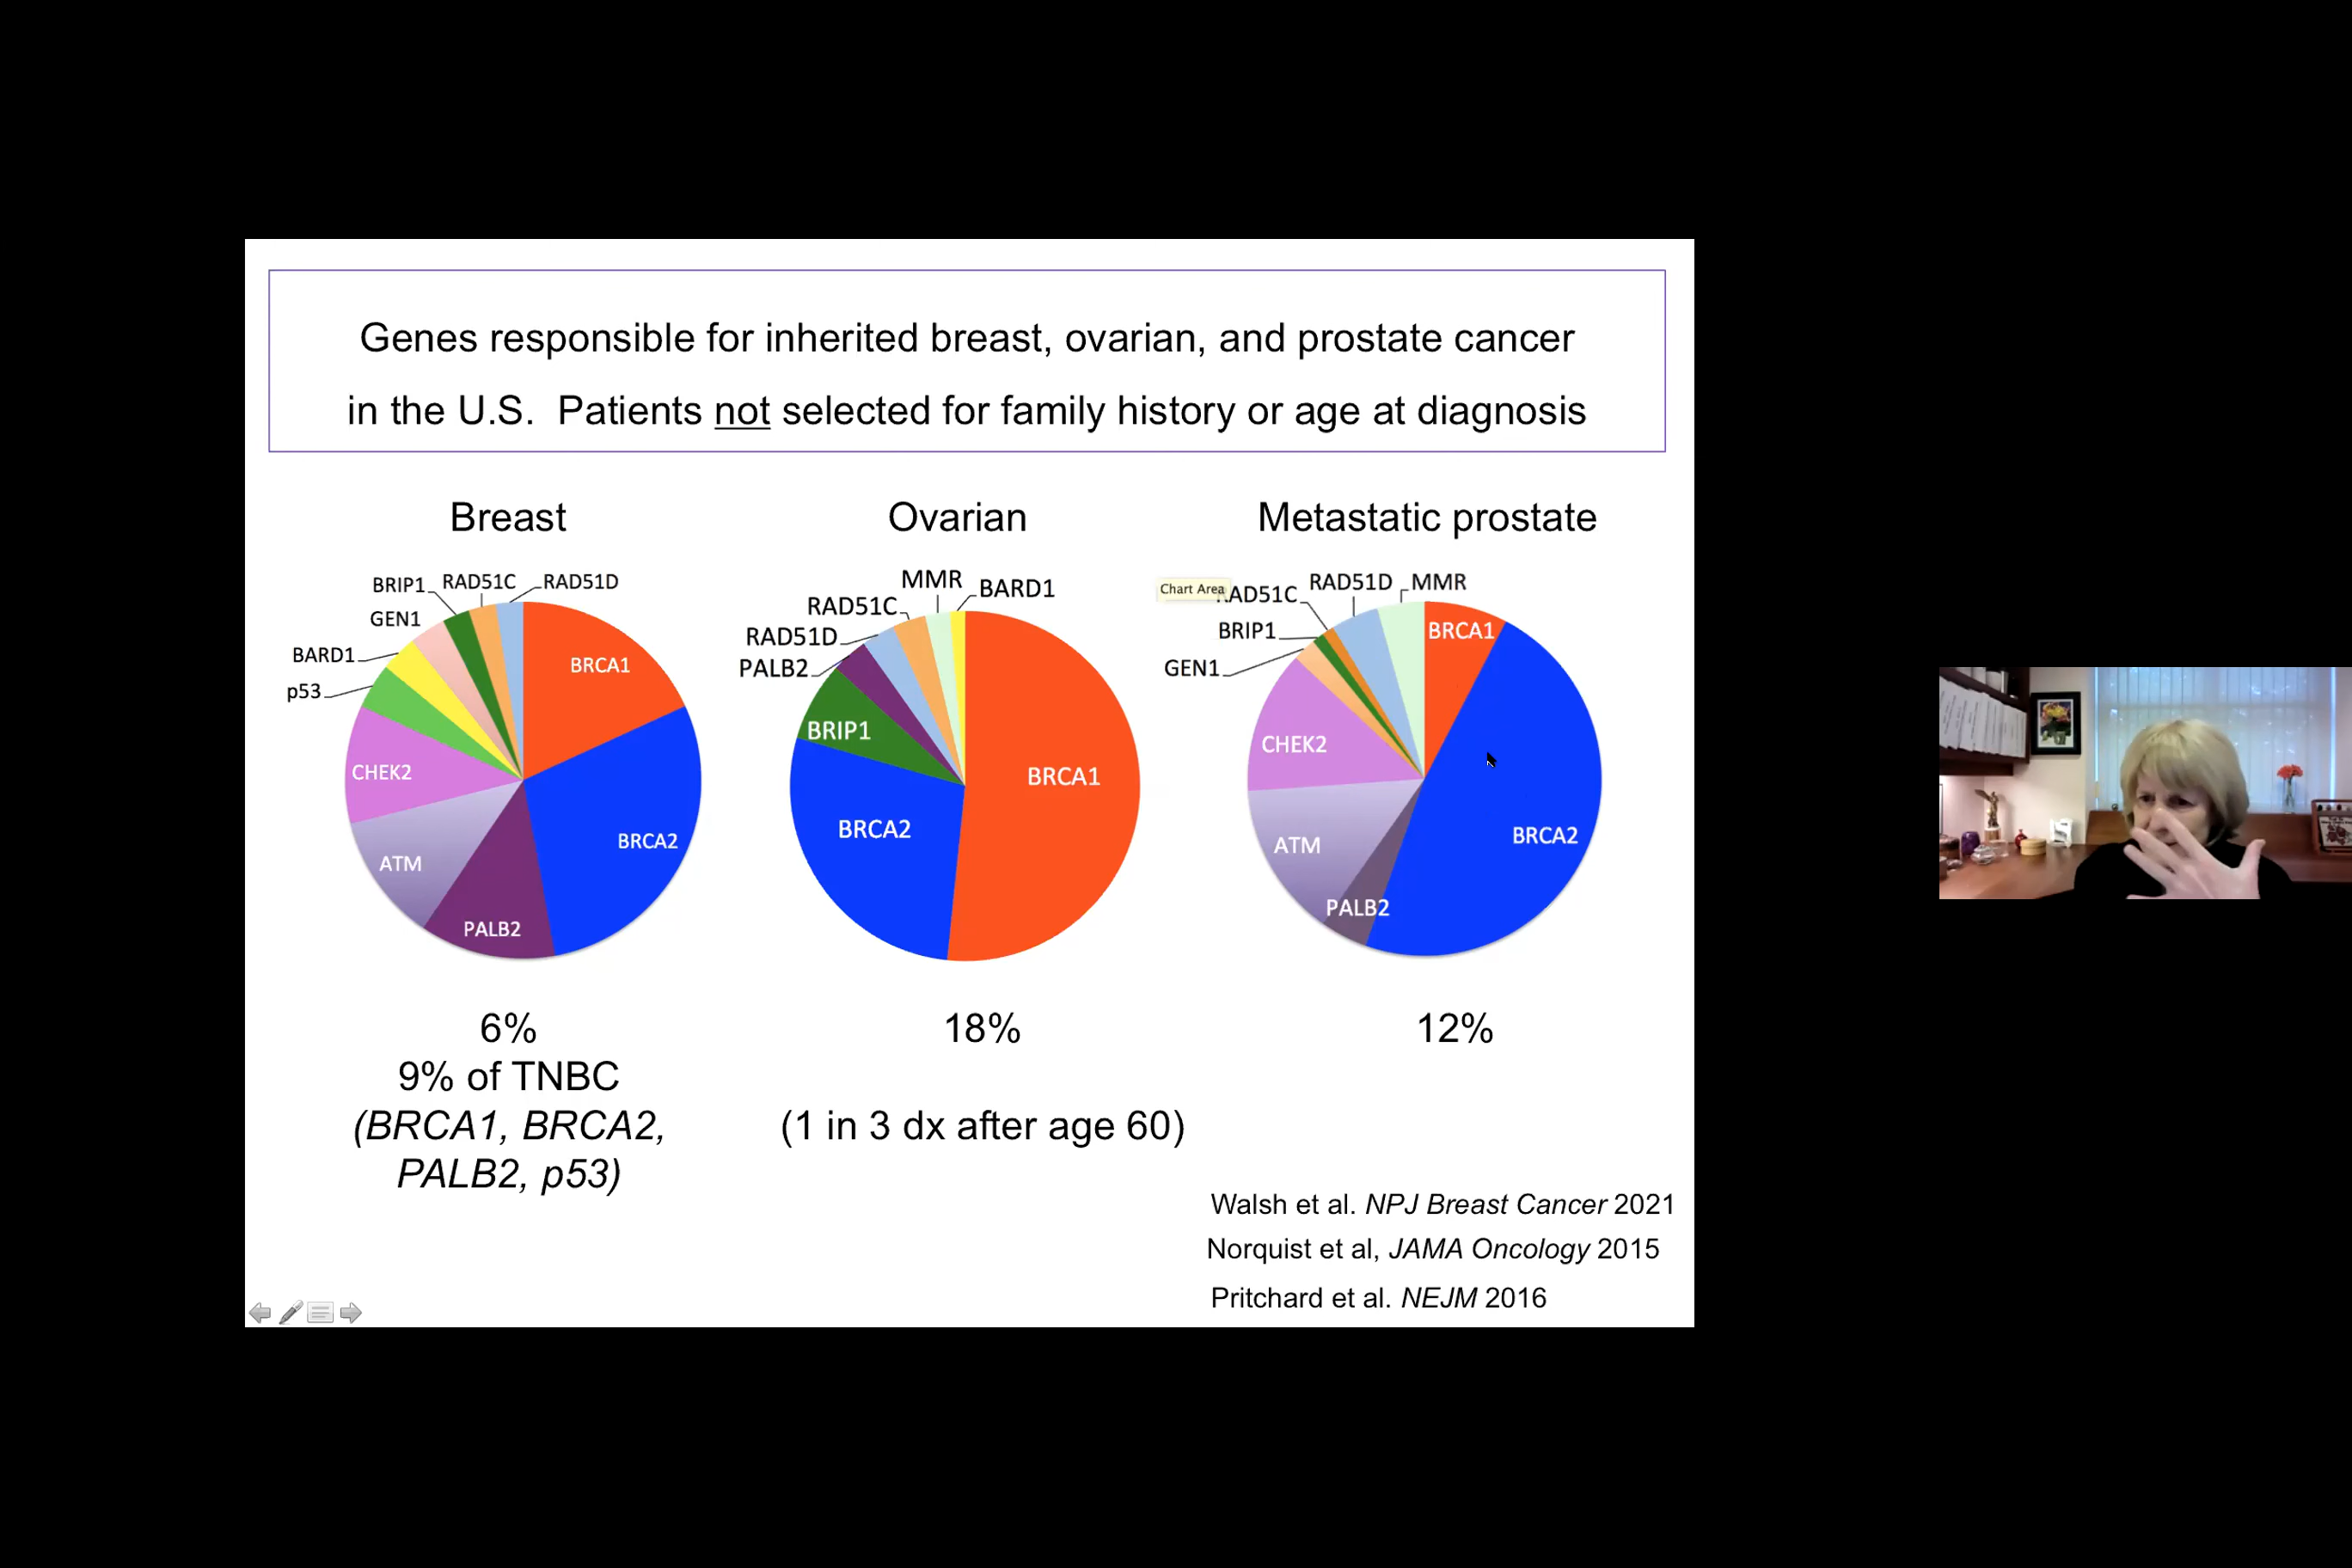 Genes responsible for inherited breast, ovarian, and prostate cancer
in the U.S. Patients not selected for family history or age at diagnosis
Breast
BRIP1
RAD51C
RAD51D
GEN1
BARD1
p53
BRCA1
CHEK2
BRCA2
ATM
PALB2
6%
9% of TNBC
(BRCA1, BRCA2,
PALB2, p53)
Ovarian
MMR
BARD1
RAD51C
RAD51D
PALB2
BRIP1
BRCA1
BRCA2
18%
(1 in 3 dx after age 60)
Metastatic prostate
Chart Area
RAD51C
RAD51D
MMR
BRIP1
BRCA1
GEN1
CHEK2
BRCA2
ATM
PALB2
12%
Walsh et al. NPJ Breast Cancer 2021
Norquist et al, JAMA Oncology 2015
Pritchard et al. NEJM 2016